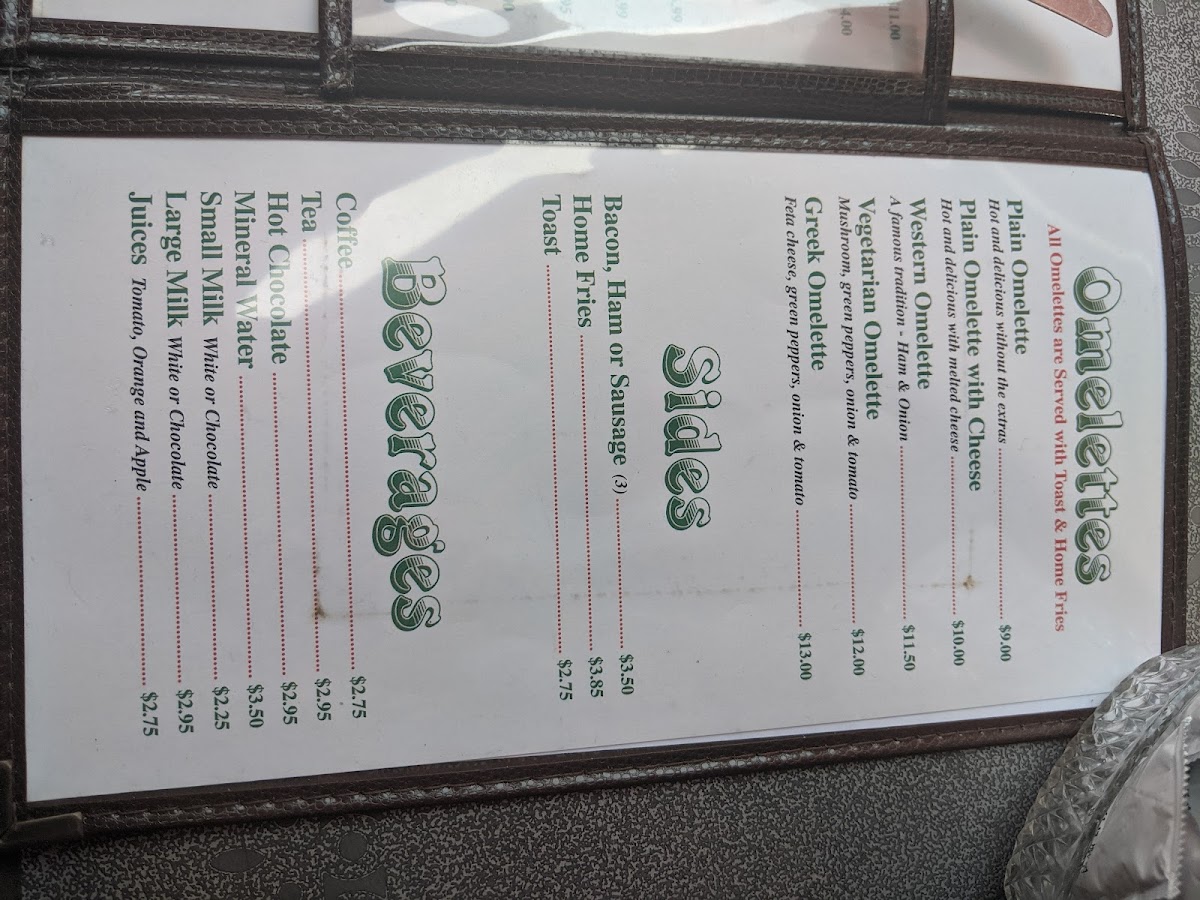 Omelettes
All Omelettes are Served with Toast & Home Fries
Plain Omelette
Hot and delicious without the extras $9.00
Plain Omelette with Cheese
Hot and delicious with melted cheese $10.00
Western Omelette
A famous tradition - Ham & Onion $11.50
Vegetarian Omelette
Mushroom, green peppers, onion & tomato $12.00
Greek Omelette
Feta cheese, green peppers, onion & tomato $13.00
Sides
Bacon, Ham or Sausage (3) $3.50
Home Fries $3.85
Toast $2.75
Beverages
Coffee $2.75
Tea $2.95
Hot Chocolate $2.95
Mineral Water $3.50
Small Milk White or Chocolate $2.25
Large Milk White or Chocolate $2.95
Juices Tomato, Orange and Apple $2.75